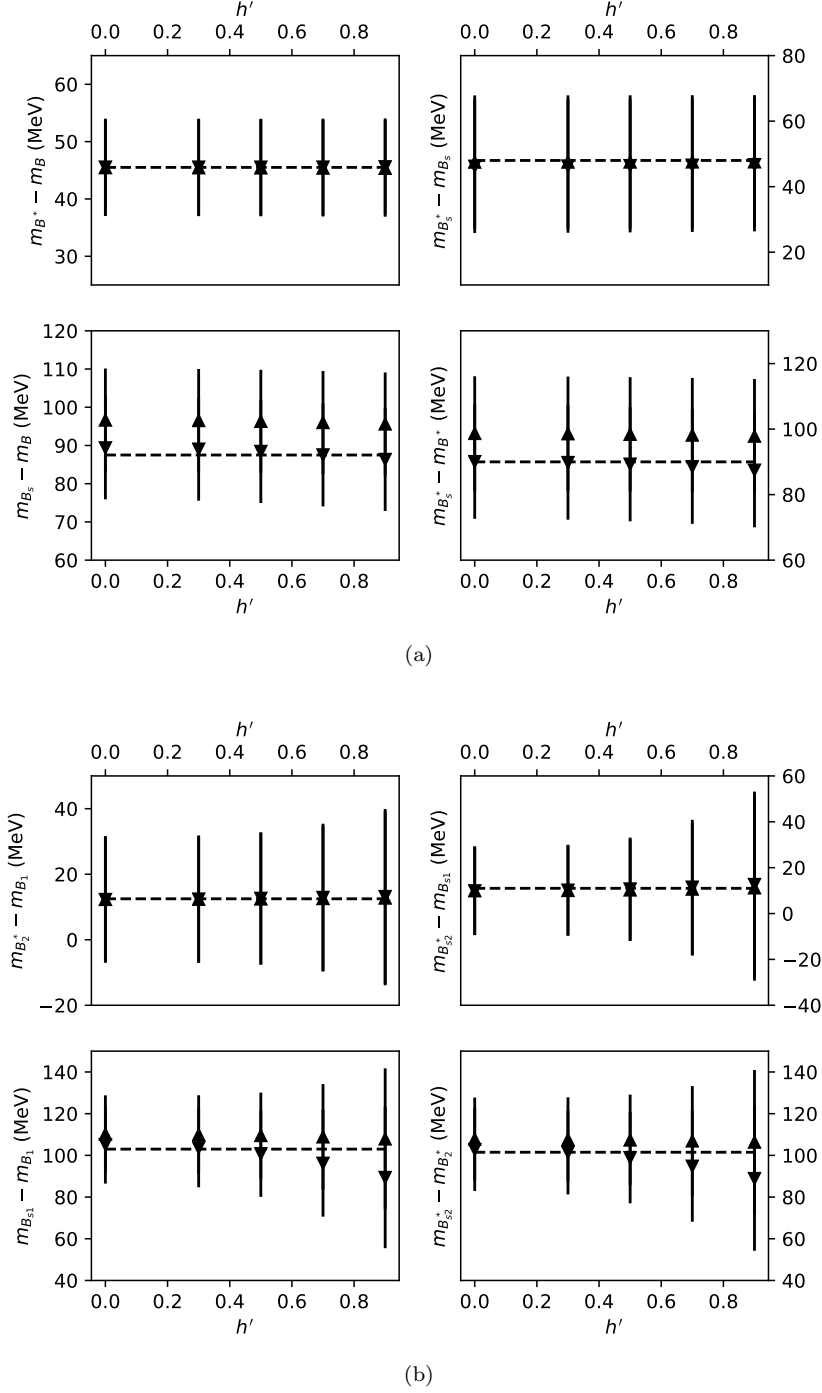 h′
h′
0.0 0.2 0.4 0.6 0.8
0.0 0.2 0.4 0.6 0.8
60
50
40
30
m_{B*} − m_B (MeV)
80
60
40
20
m_{B_s*} − m_{B_s} (MeV)
120
110
100
90
80
70
60
m_{B_s} − m_B (MeV)
120
100
80
60
m_{B_s*} − m_{B*} (MeV)
0.0 0.2 0.4 0.6 0.8
0.0 0.2 0.4 0.6 0.8
h′
h′
(a)
h′
h′
0.0 0.2 0.4 0.6 0.8
0.0 0.2 0.4 0.6 0.8
40
20
0
−20
m_{B_2*} − m_{B_1} (MeV)
60
40
20
0
−20
−40
m_{B_{s2}*} − m_{B_{s1}} (MeV)
140
120
100
80
60
40
m_{B_{s1}} − m_{B_1} (MeV)
140
120
100
80
60
40
m_{B_{s2}*} − m_{B_2*} (MeV)
0.0 0.2 0.4 0.6 0.8
0.0 0.2 0.4 0.6 0.8
h′
h′
(b)